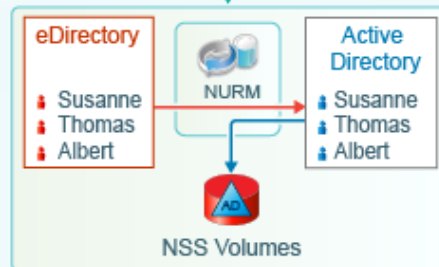 eDirectory
Susanne
Thomas
Albert
NURM
Active
Directory
Susanne
Thomas
Albert
AD
NSS Volumes